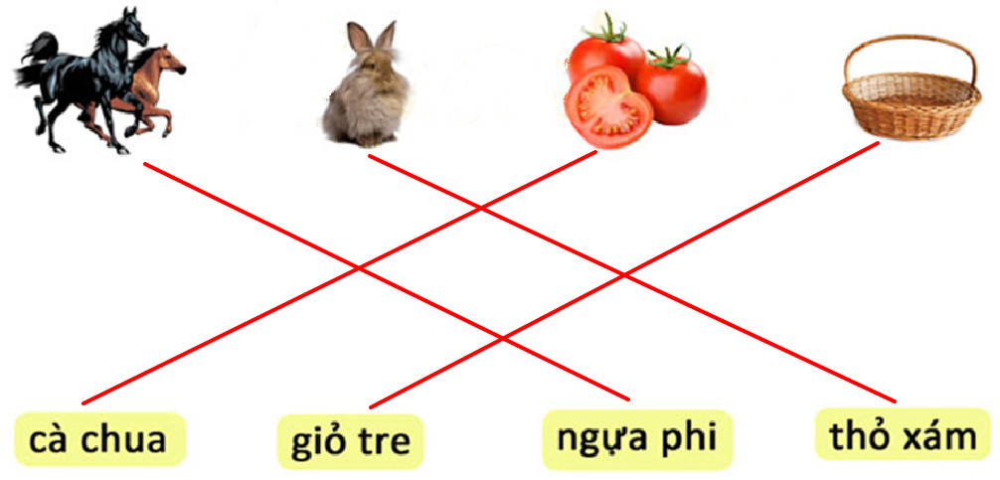 cà chua
giỏ tre
ngựa phi
thỏ xám